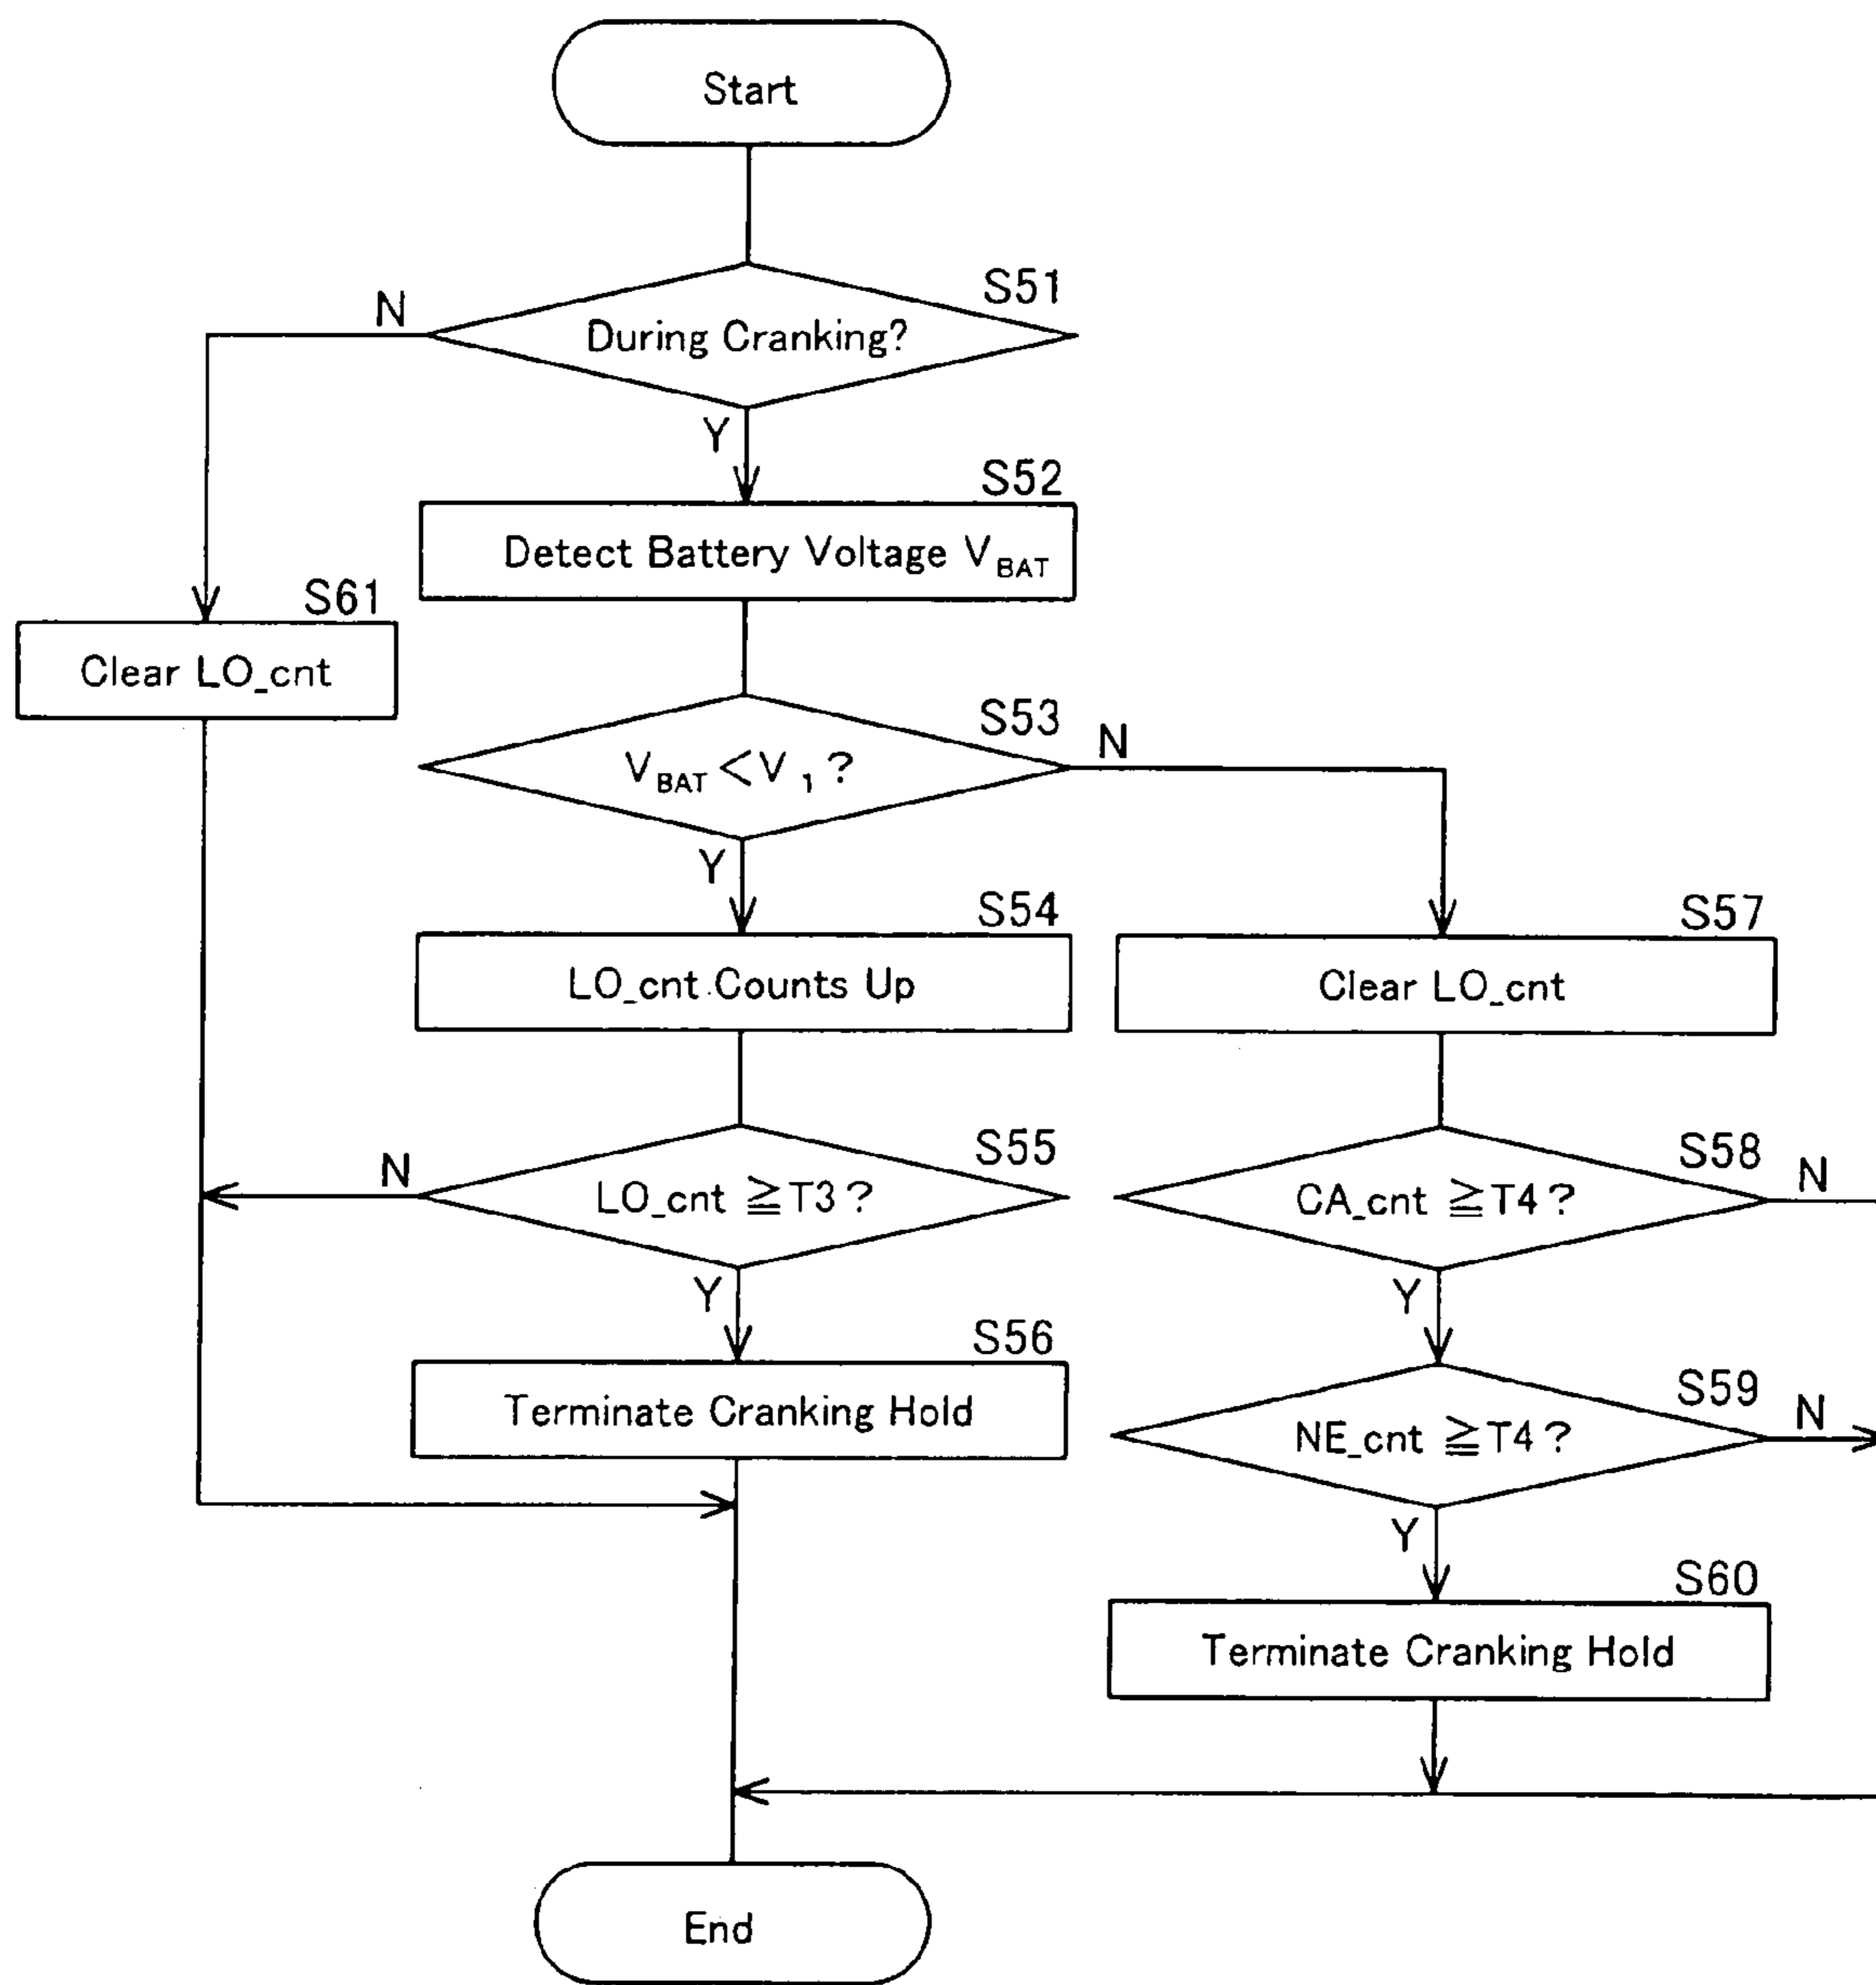 Start
S51
N
During Cranking?
Y
S52
Detect Battery Voltage V_BAT
S61
Clear LO_cnt
S53
N
V_BAT < V_1 ?
Y
S54
LO_cnt Counts Up
S57
Clear LO_cnt
S55
N
LO_cnt ≧ T3 ?
Y
S58
N
CA_cnt ≧ T4 ?
Y
S56
Terminate Cranking Hold
S59
N
NE_cnt ≧ T4 ?
Y
S60
Terminate Cranking Hold
End